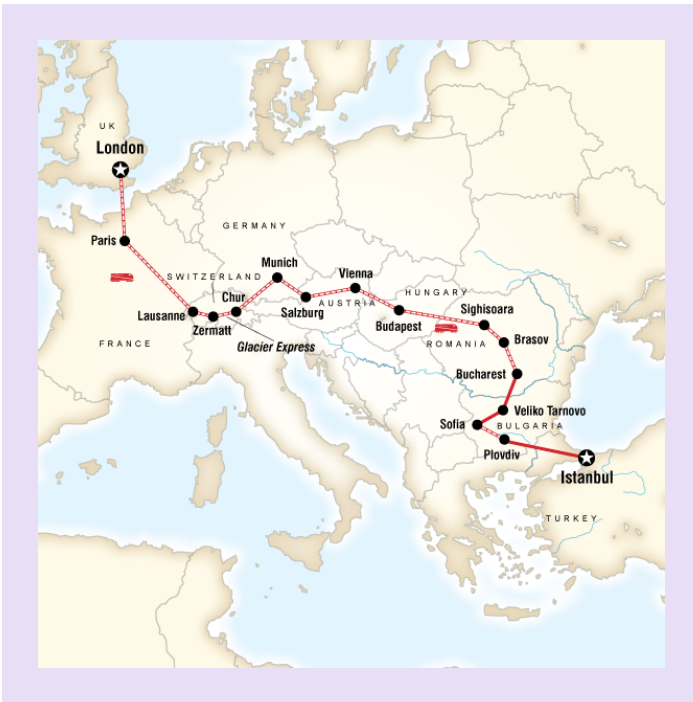 UK
London
GERMANY
Paris
Munich
SWITZERLAND
Vienna
Chur
HUNGARY
AUSTRIA
Lausanne
Salzburg
Sighisoara
Zermatt
Budapest
Brasov
FRANCE
Glacier Express
ROMANIA
Bucharest
Veliko Tarnovo
Sofia
BULGARIA
Plovdiv
Istanbul
TURKEY